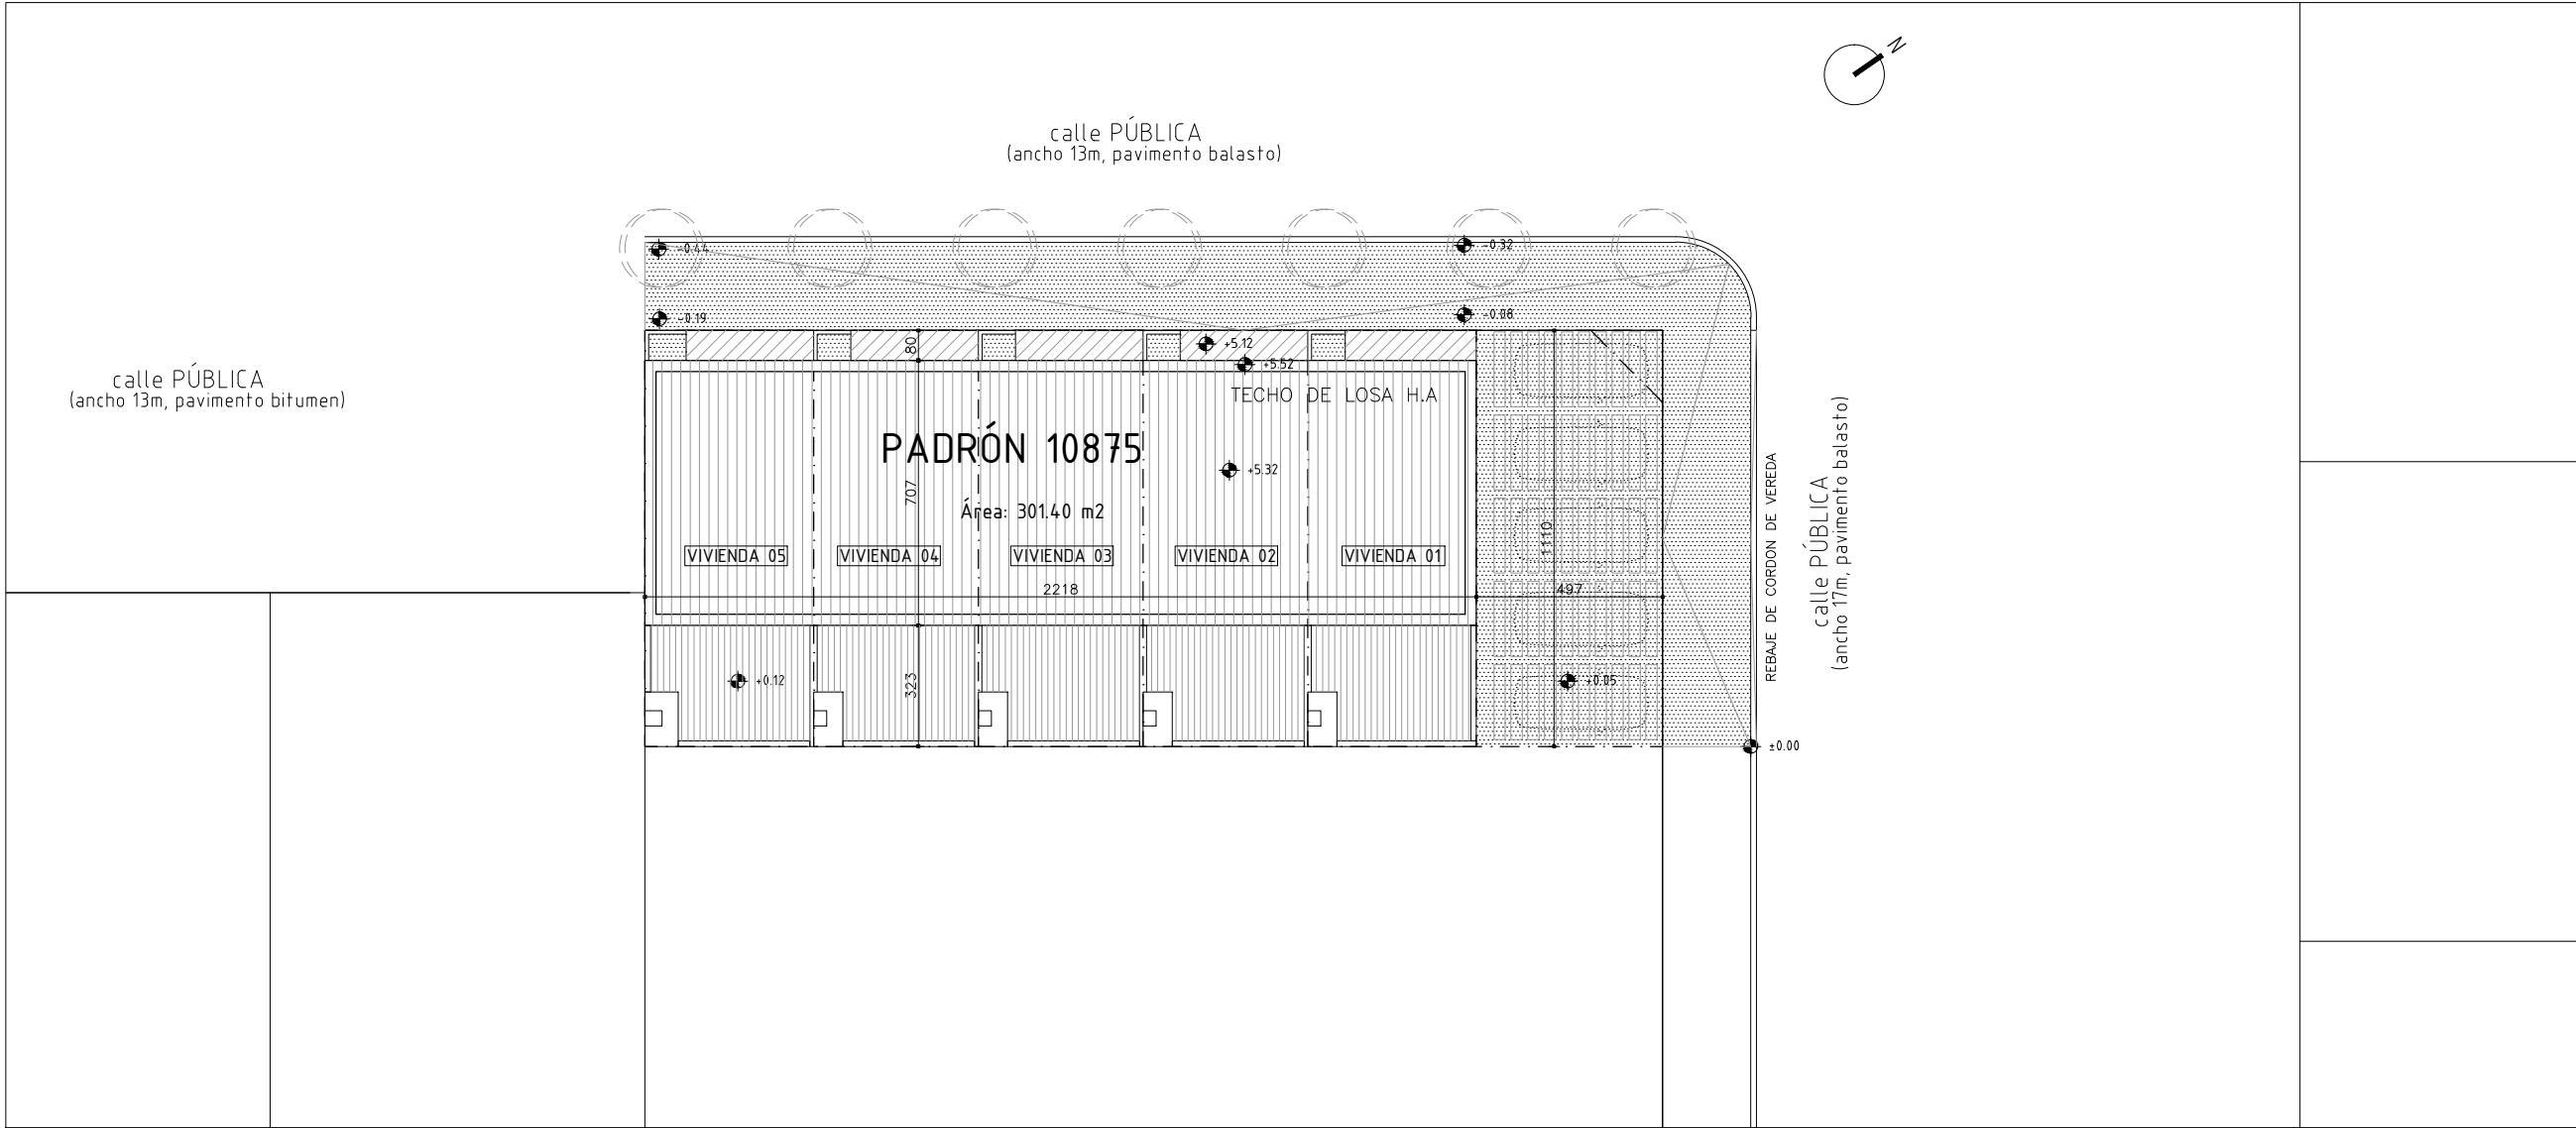 N
calle PÚBLICA
(ancho 13m, pavimento balasto)
-0.44
-0.32
-0.19
-0.08
80
+5.12
+5.52
TECHO DE LOSA H.A
calle PÚBLICA
(ancho 13m, pavimento bitumen)
PADRÓN 10875
+5.32
707
Área: 301.40 m2
VIVIENDA 05
VIVIENDA 04
VIVIENDA 03
VIVIENDA 02
VIVIENDA 01
1110
2218
497
REBAJE DE CORDON DE VEREDA
calle PÚBLICA
(ancho 17m, pavimento balasto)
+0.12
323
+0.05
±0.00